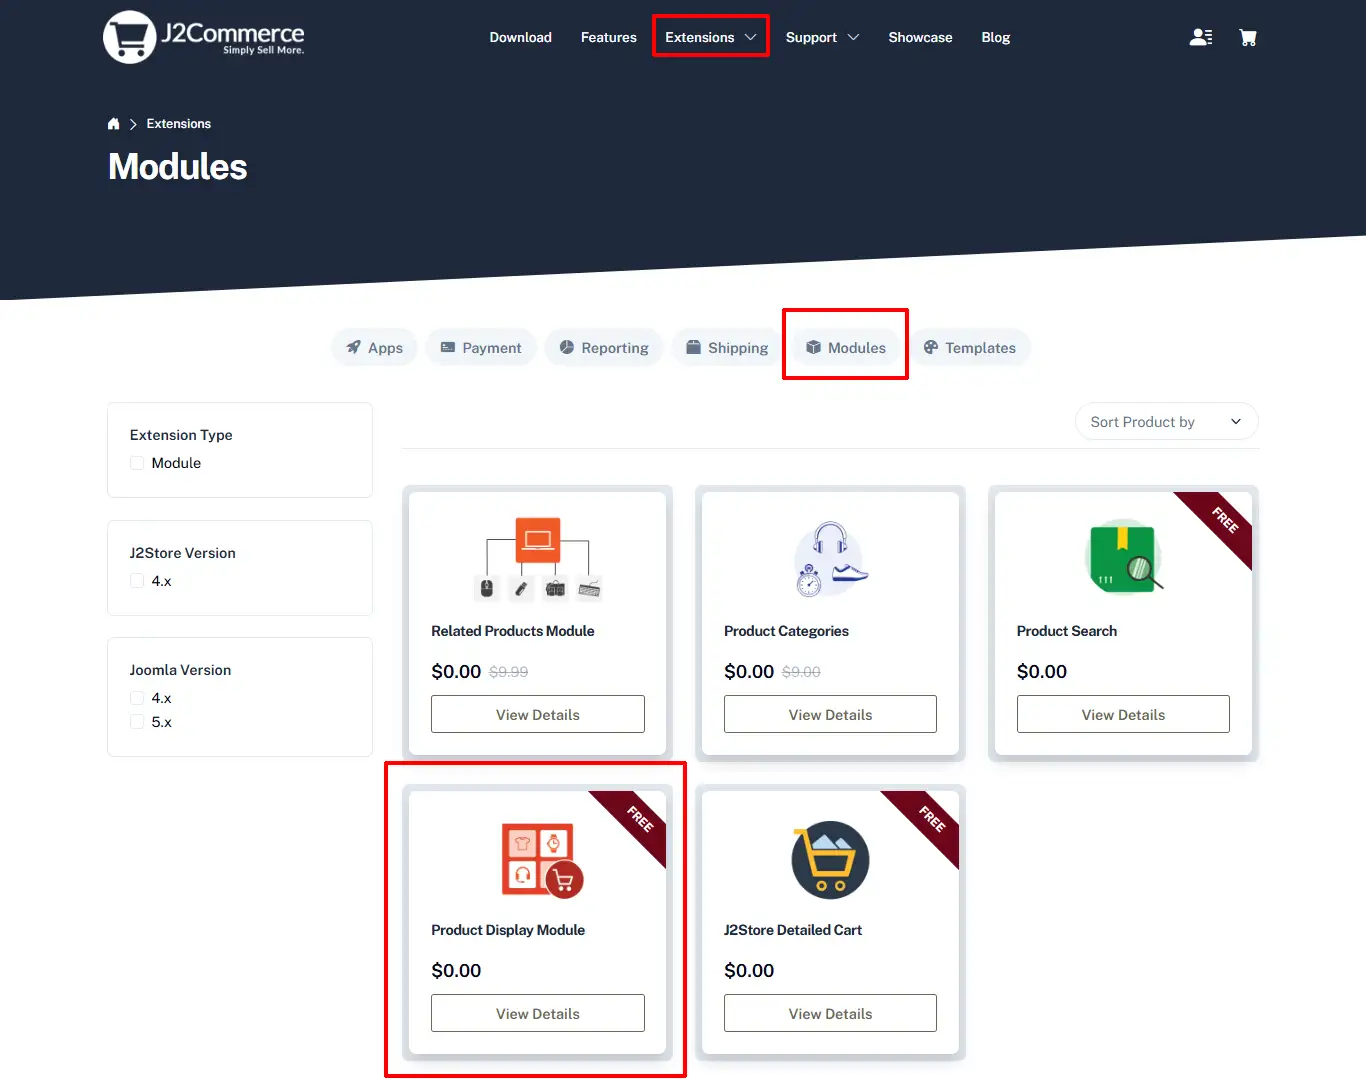 J2Commerce
Simply Sell More.
Download Features Extensions Support Showcase Blog
Extensions
Modules
Apps Payment Reporting Shipping Modules Templates
Extension Type
Module
J2Store Version
4.x
Joomla Version
4.x
5.x
Sort Product by
Related Products Module
$0.00 $9.99
View Details
Product Categories
$0.00 $9.00
View Details
FREE
Product Search
$0.00
View Details
FREE
Product Display Module
$0.00
View Details
FREE
J2Store Detailed Cart
$0.00
View Details